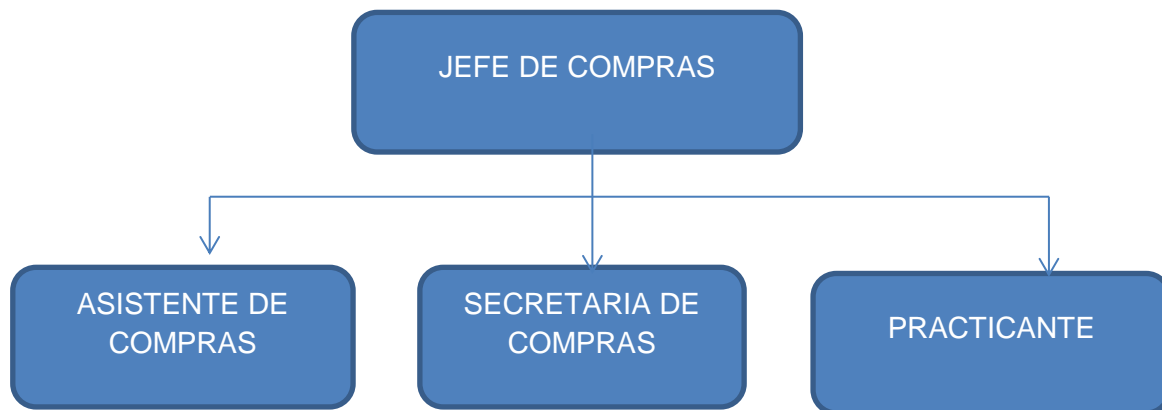 JEFE DE COMPRAS
ASISTENTE DE
COMPRAS
SECRETARIA DE
COMPRAS
PRACTICANTE